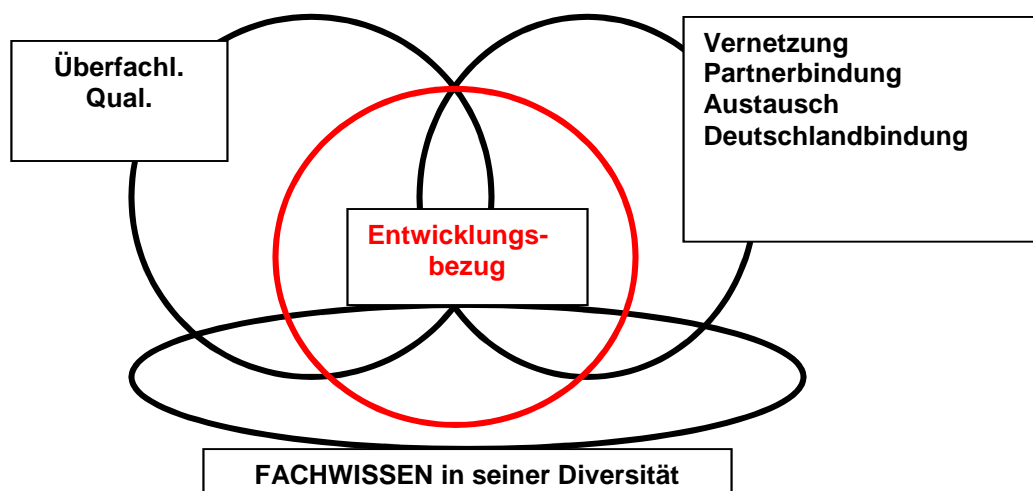 Überfachl.
Qual.
Vernetzung
Partnerbindung
Austausch
Deutschlandbindung
Entwicklungs-
bezug
FACHWISSEN in seiner Diversität